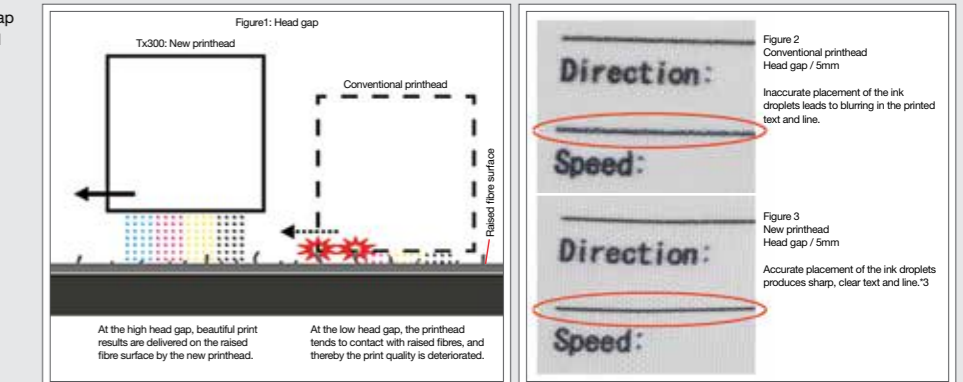 ap
Figure1: Head gap
Tx300: New printhead
Conventional printhead
Raised fibre surface
At the high head gap, beautiful print
results are delivered on the raised
fibre surface by the new printhead.
At the low head gap, the printhead
tends to contact with raised fibres, and
thereby the print quality is deteriorated.
Direction:
Speed:
Figure 2
Conventional printhead
Head gap / 5mm
Inaccurate placement of the ink
droplets leads to blurring in the printed
text and line.
Direction:
Speed:
Figure 3
New printhead
Head gap / 5mm
Accurate placement of the ink droplets
produces sharp, clear text and line.*3